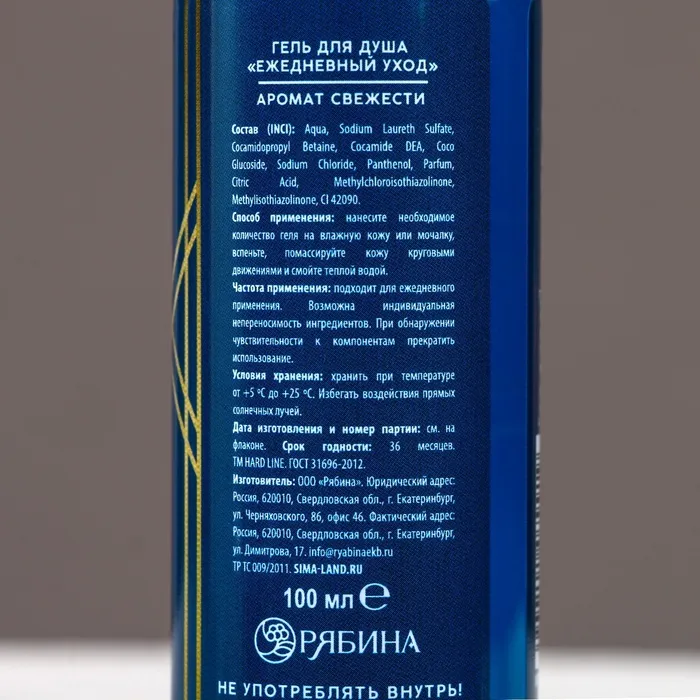 ГЕЛЬ ДЛЯ ДУША
«ЕЖЕДНЕВНЫЙ УХОД»
АРОМАТ СВЕЖЕСТИ
Состав (INCI): Aqua, Sodium Laureth Sulfate,
Cocamidopropyl Betaine, Cocamide DEA, Coco
Glucoside, Sodium Chloride, Panthenol, Parfum,
Citric Acid, Methylchloroisothiazolinone,
Methylisothiazolinone, CI 42090.
Способ применения: нанесите необходимое
количество геля на влажную кожу или мочалку,
вспеньте, помассируйте кожу круговыми
движениями и смойте теплой водой.
Частота применения: подходит для ежедневного
применения. Возможна индивидуальная
непереносимость ингредиентов. При обнаружении
чувствительности к компонентам прекратить
использование.
Условия хранения: хранить при температуре
от +5 °С до +25 °С. Избегать воздействия прямых
солнечных лучей.
Дата изготовления и номер партии: см. на
флаконе. Срок годности: 36 месяцев.
ТМ HARD LINE. ГОСТ 31696-2012.
Изготовитель: ООО «Рябина». Юридический адрес:
Россия, 620010, Свердловская обл., г. Екатеринбург,
ул. Черняховского, 86, офис 46. Фактический адрес:
Россия, 620010, Свердловская обл., г. Екатеринбург,
ул. Димитрова, 17. info@ryabinaekb.ru
ТР ТС 009/2011. SIMA-LAND.RU
100 мл ℮
РЯБИНА
НЕ УПОТРЕБЛЯТЬ ВНУТРЬ!